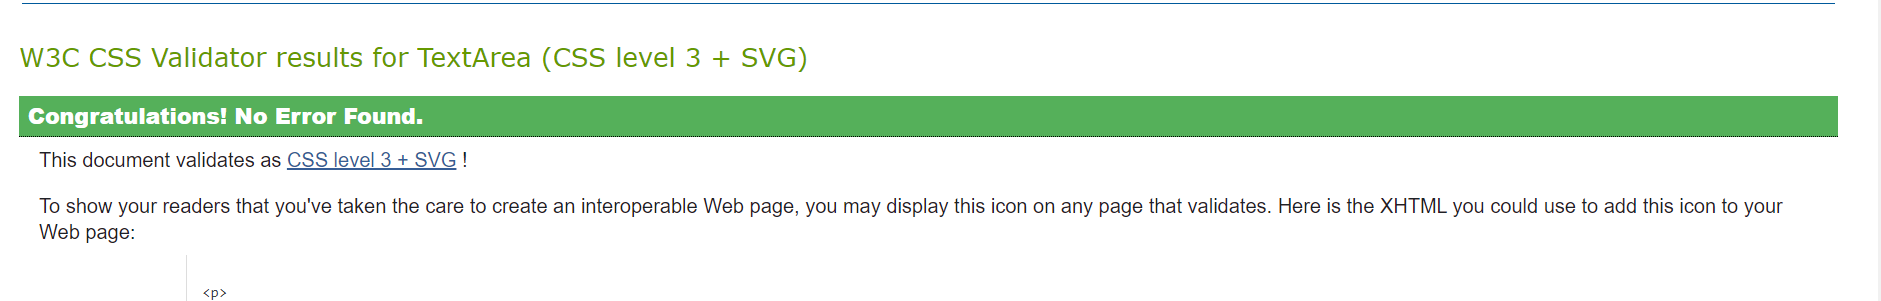 W3C CSS Validator results for TextArea (CSS level 3 + SVG)
Congratulations! No Error Found.
This document validates as CSS level 3 + SVG !
To show your readers that you've taken the care to create an interoperable Web page, you may display this icon on any page that validates. Here is the XHTML you could use to add this icon to your
Web page:
<p>